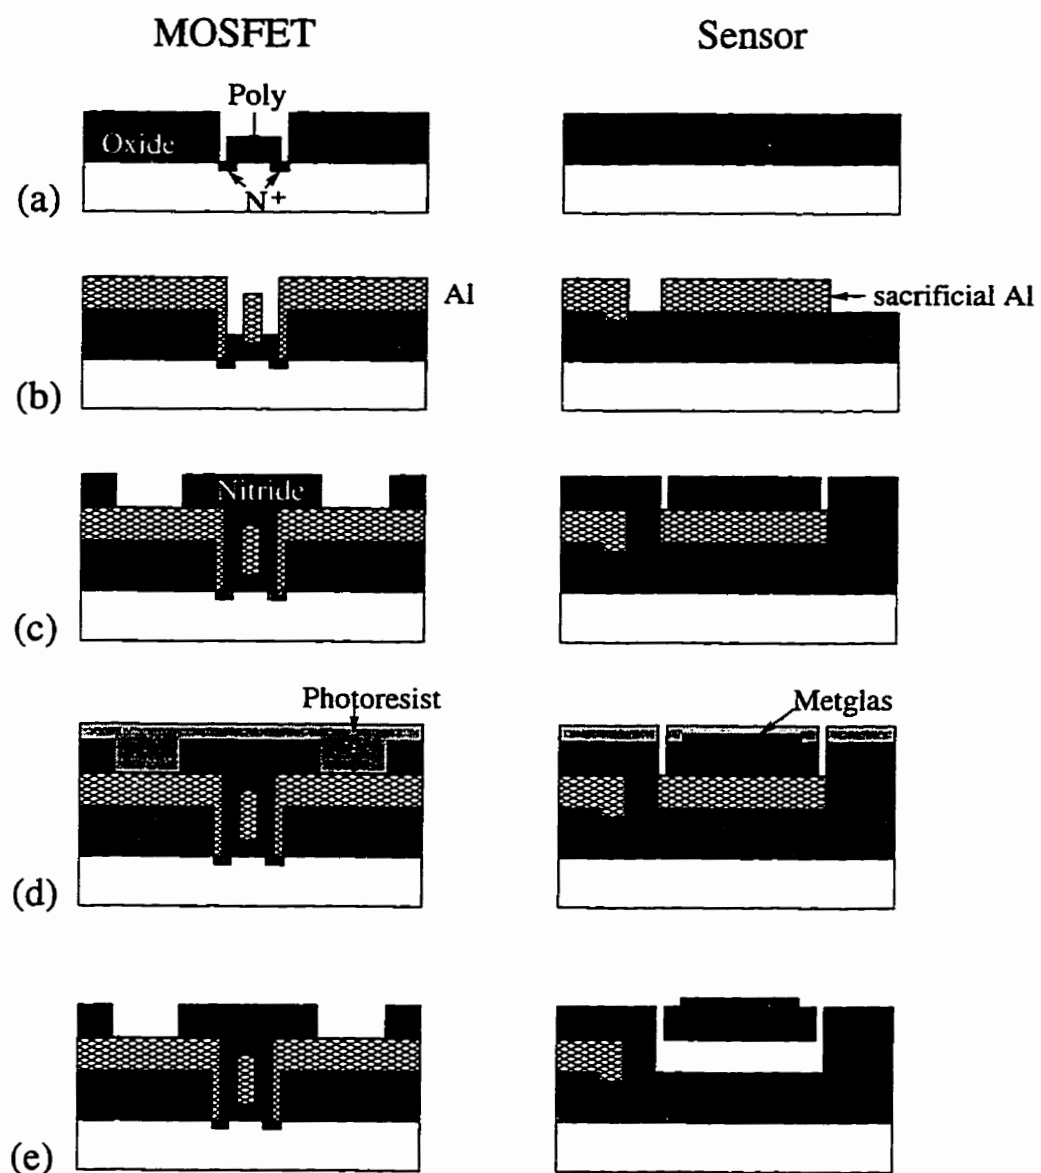 MOSFET
Sensor
Poly
Oxide
N+
(a)
Al
sacrificial Al
(b)
Nitride
(c)
Photoresist
Metglas
(d)
(e)